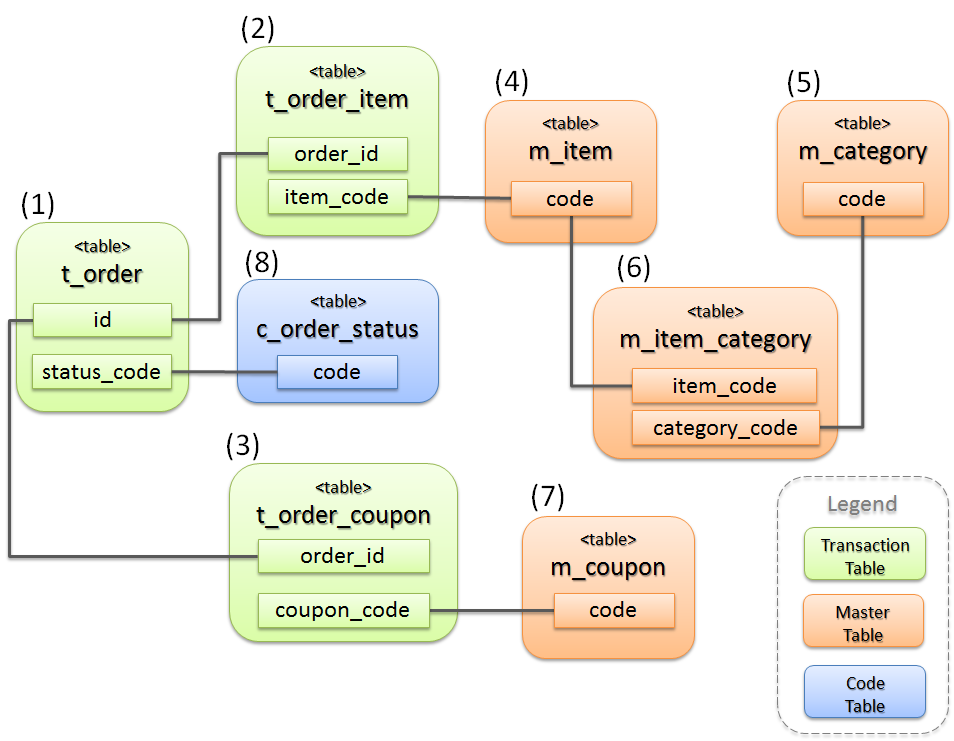 (1)
<table>
t_order
id
status_code
(2)
<table>
t_order_item
order_id
item_code
(3)
<table>
t_order_coupon
order_id
coupon_code
(4)
<table>
m_item
code
(5)
<table>
m_category
code
(6)
<table>
m_item_category
item_code
category_code
(7)
<table>
m_coupon
code
(8)
<table>
c_order_status
code
Legend
Transaction
Table
Master
Table
Code
Table